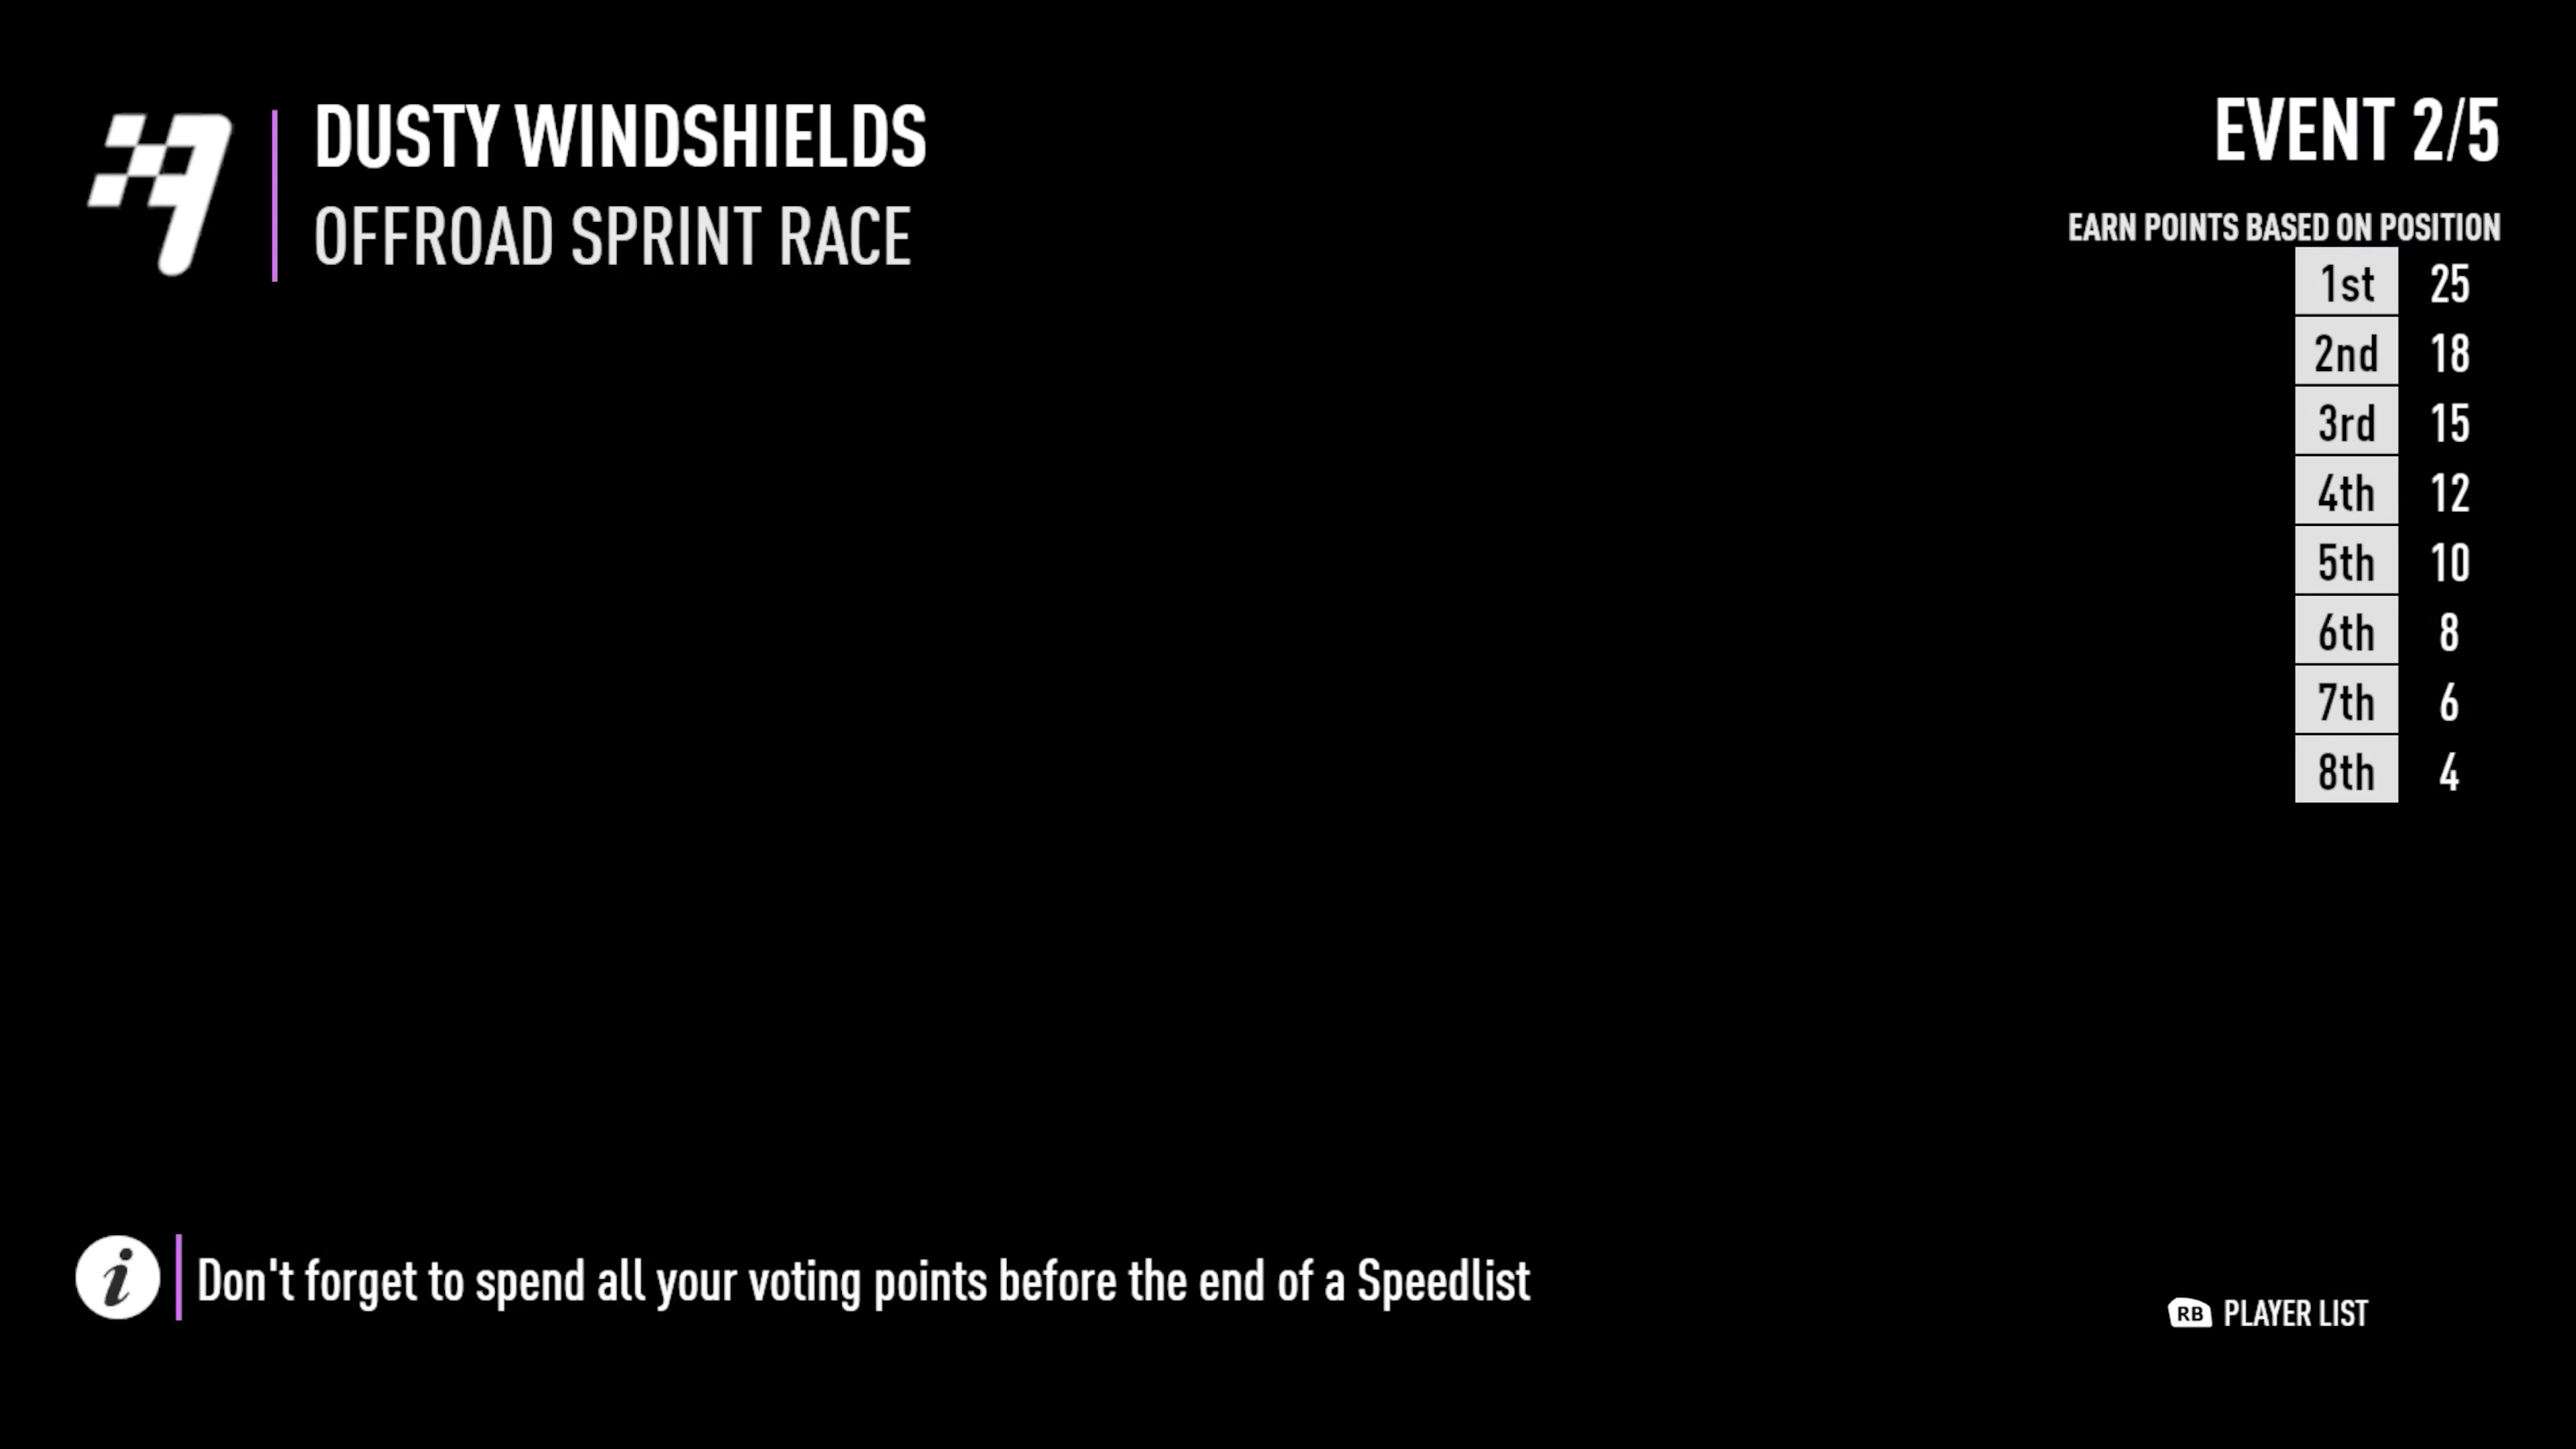 DUSTY WINDSHIELDS
OFFROAD SPRINT RACE
EVENT 2/5
EARN POINTS BASED ON POSITION
1st 25
2nd 18
3rd 15
4th 12
5th 10
6th 8
7th 6
8th 4
i Don't forget to spend all your voting points before the end of a Speedlist
RB PLAYER LIST